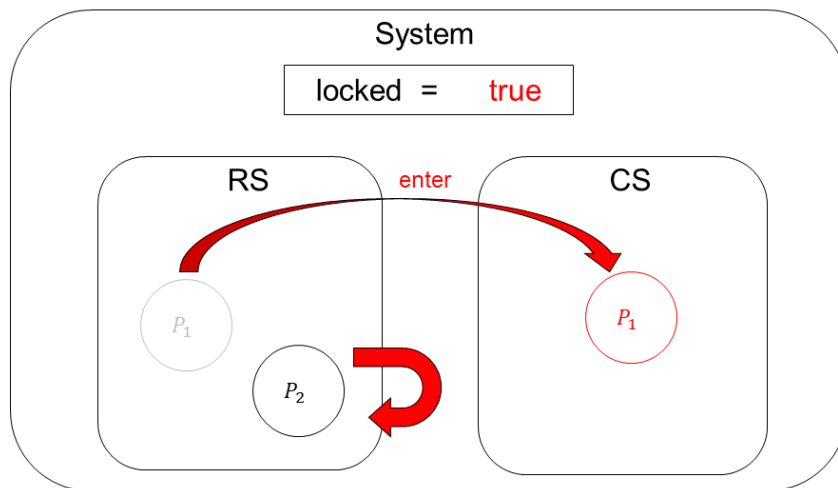 System
locked = true
RS
enter
CS
P₁
P₁
P₂